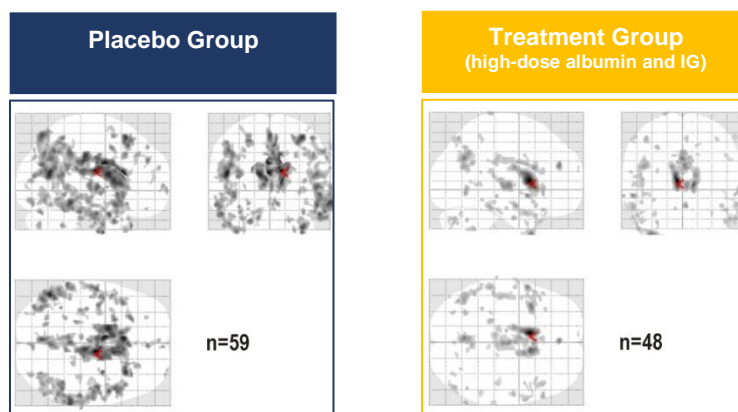 Placebo Group
n=59
Treatment Group
(high-dose albumin and IG)
n=48